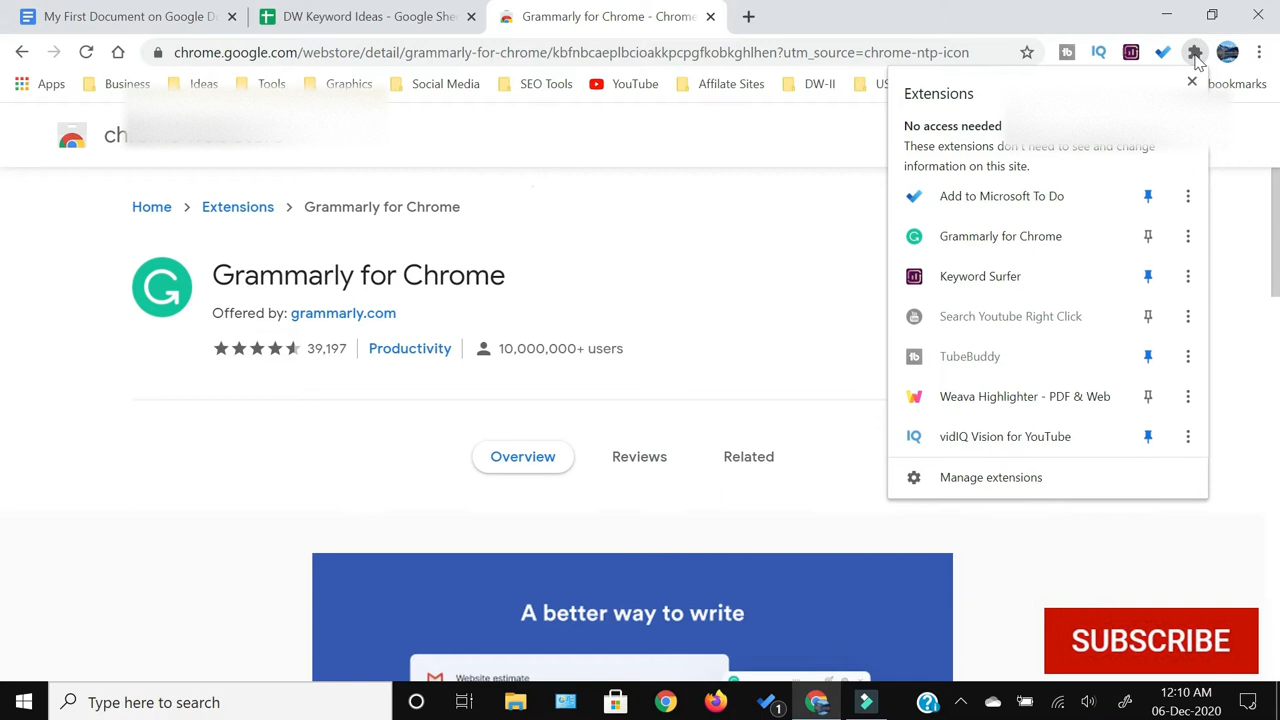 My First Document on Google D
DW Keyword Ideas - Google She
Grammarly for Chrome - Chrome
chrome.google.com/webstore/detail/grammarly-for-chrome/kbfnbcaeplbcioakkpcpgfkobkghlhen?utm_source=chrome-ntp-icon
Apps
Business
Ideas
Tools
Graphics
Social Media
SEO Tools
YouTube
Affilate Sites
DW-II
US
bookmarks
ch
Home > Extensions > Grammarly for Chrome
Grammarly for Chrome
Offered by: grammarly.com
39,197
Productivity
10,000,000+ users
Overview
Reviews
Related
A better way to write
Website estimate
Extensions
No access needed
These extensions don't need to see and change
information on this site.
Add to Microsoft To Do
Grammarly for Chrome
Keyword Surfer
Search Youtube Right Click
TubeBuddy
Weava Highlighter - PDF & Web
vidIQ Vision for YouTube
Manage extensions
SUBSCRIBE
Type here to search
1
12:10 AM
06-Dec-2020